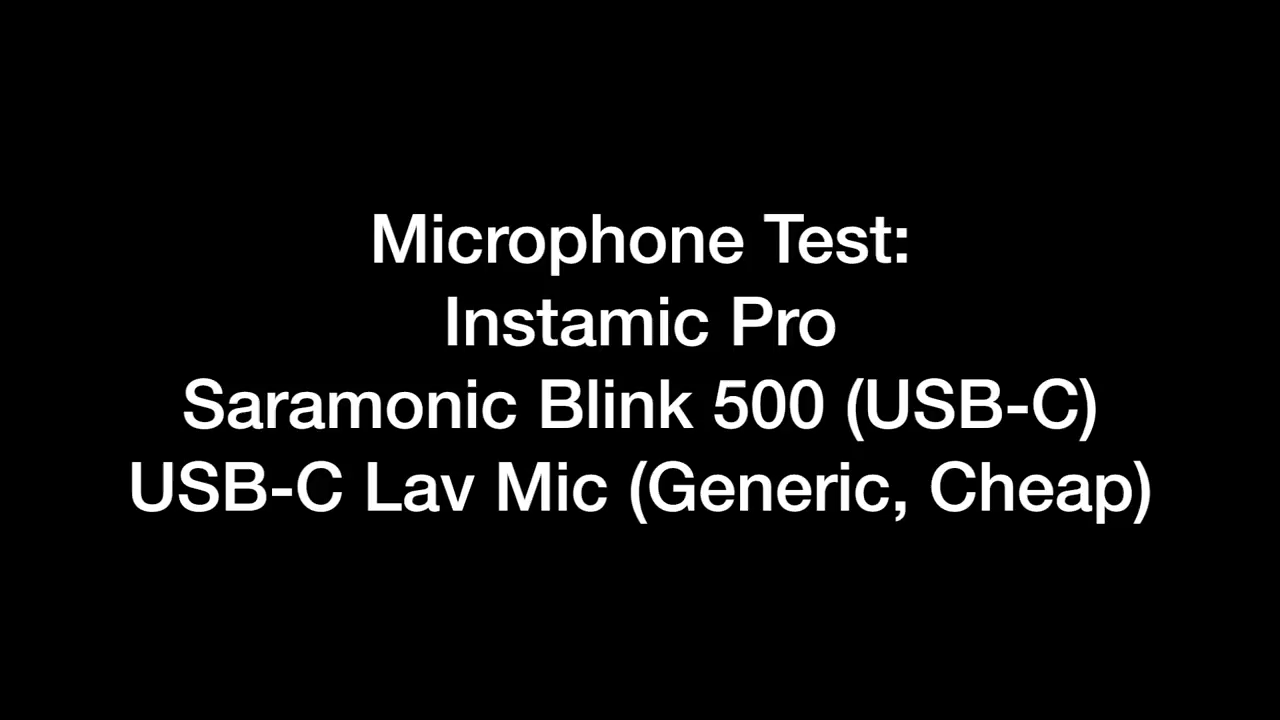 Microphone Test:
Instamic Pro
Saramonic Blink 500 (USB-C)
USB-C Lav Mic (Generic, Cheap)